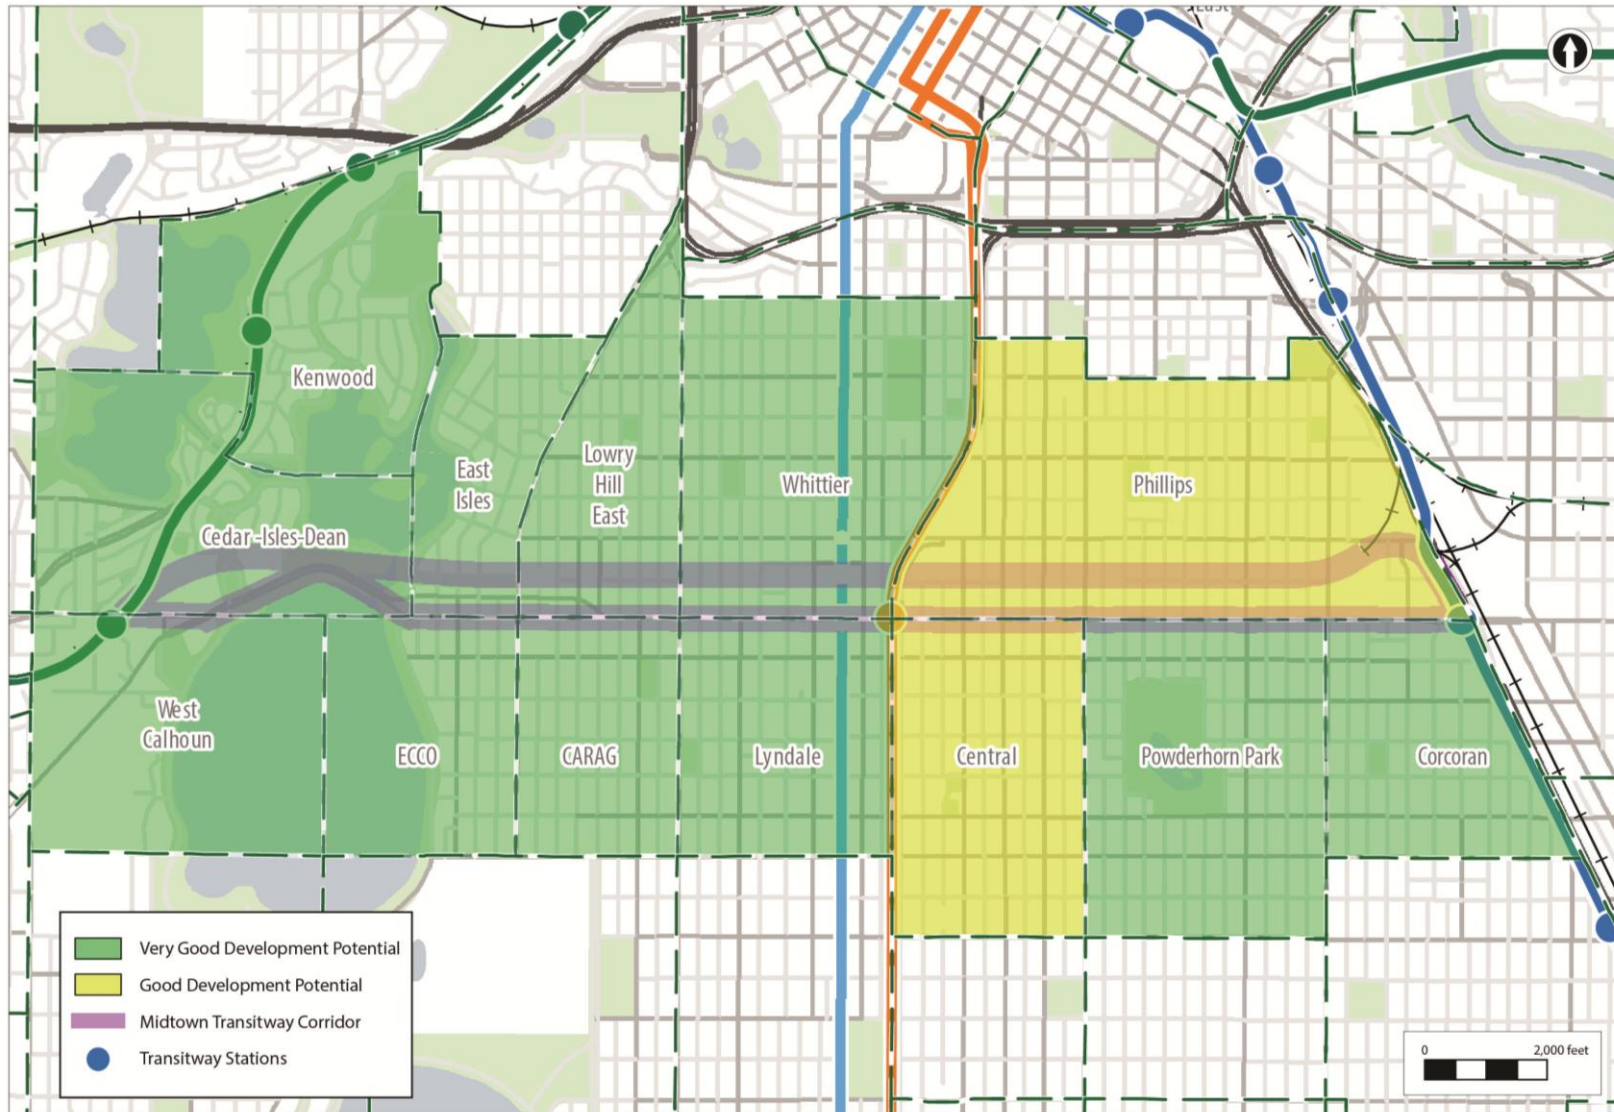 East
Kenwood
East
Isles
Lowry
Hill
East
Whittier
Phillips
Cedar-Isles-Dean
West
Calhoun
ECCO
CARAG
Lyndale
Central
Powderhorn Park
Corcoran
Very Good Development Potential
Good Development Potential
Midtown Transitway Corridor
Transitway Stations
0 2,000 feet